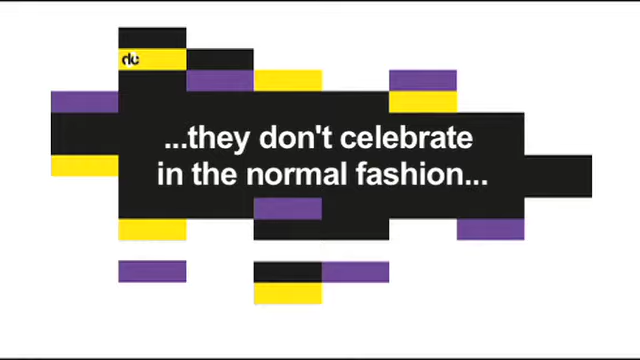 dc
...they don't celebrate
in the normal fashion...